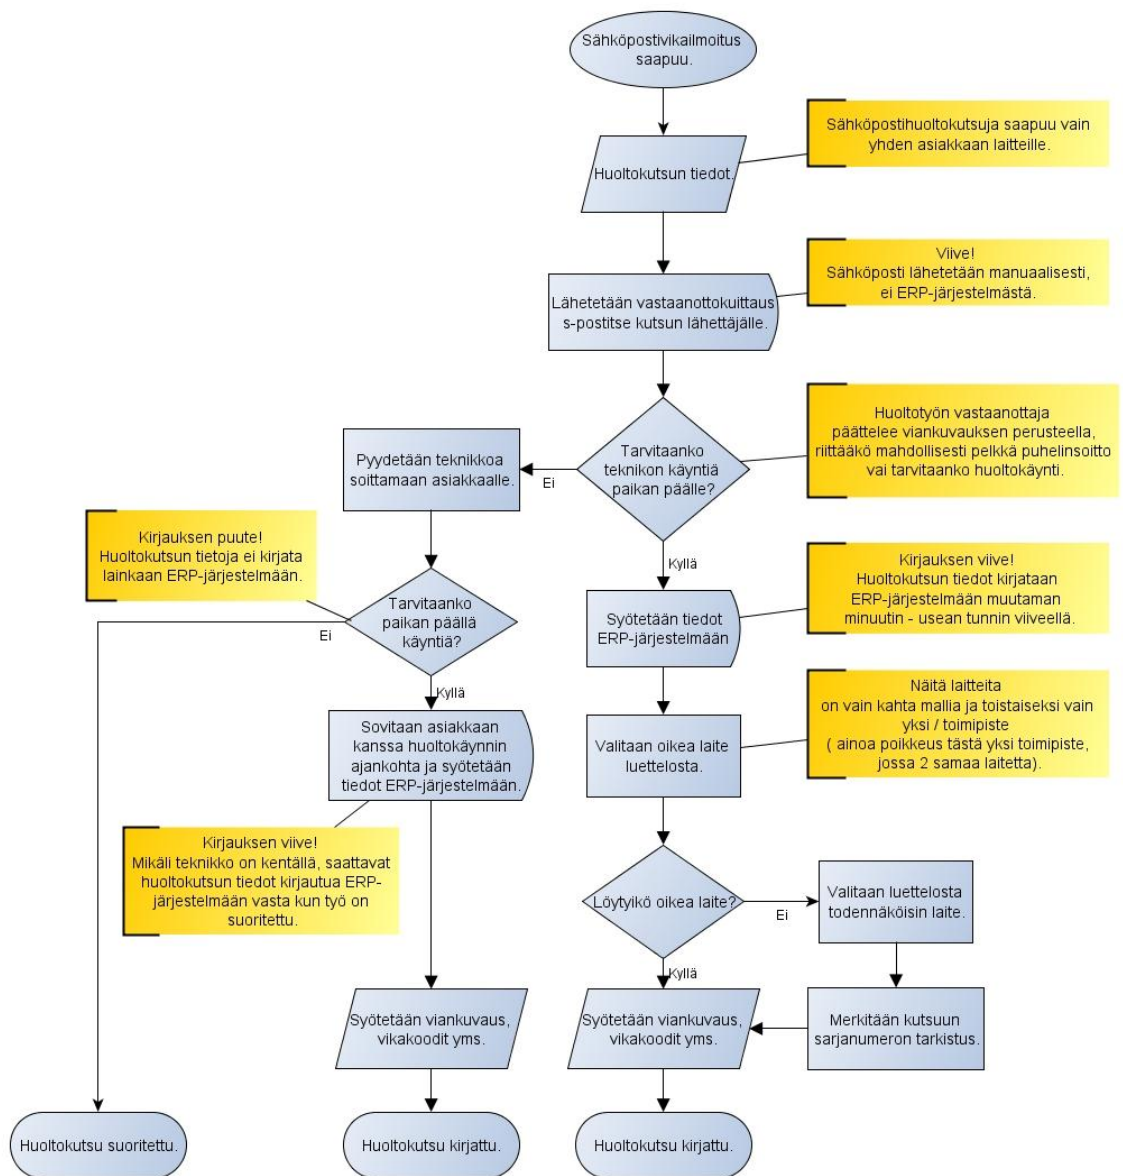 Sähköpostivikailmoitus
saapuu.
Sähköpostihuoltokutsuja saapuu vain
yhden asiakkaan laitteille.
Huoltokutsun tiedot.
Viive!
Sähköposti lähetetään manuaalisesti,
ei ERP-järjestelmästä.
Lähetetään vastaanottokuittaus
s-postitse kutsun lähettäjälle.
Huoltotyön vastaanottaja
päättelee viankuvauksen perusteella,
riittääkö mahdollisesti pelkkä puhelinsoitto
vai tarvitaanko huoltokäynti.
Tarvitaanko
teknikon käyntiä
paikan päälle?
Ei
Pyydetään teknikkoa
soittamaan asiakkaalle.
Kirjauksen puute!
Huoltokutsun tietoja ei kirjata
lainkaan ERP-järjestelmään.
Kyllä
Kirjauksen viive!
Huoltokutsun tiedot kirjataan
ERP-järjestelmään muutaman
minuutin - usean tunnin viiveellä.
Tarvitaanko
paikan päällä
käyntiä?
Ei
Syötetään tiedot
ERP-järjestelmään
Kyllä
Näitä laitteita
on vain kahta mallia ja toistaiseksi vain
yksi / toimipiste
( ainoa poikkeus tästä yksi toimipiste,
jossa 2 samaa laitetta).
Sovitaan asiakkaan
kanssa huoltokäynnin
ajankohta ja syötetään
tiedot ERP-järjestelmään.
Valitaan oikea laite
luettelosta.
Kirjauksen viive!
Mikäli teknikko on kentällä, saattavat
huoltokutsun tiedot kirjautua ERP-
järjestelmään vasta kun työ on
suoritettu.
Löytyikö oikea laite?
Ei
Valitaan luettelosta
todennäköisin laite.
Kyllä
Syötetään viankuvaus,
vikakoodit yms.
Syötetään viankuvaus,
vikakoodit yms.
Merkitään kutsuun
sarjanumeron tarkistus.
Huoltokutsu suoritettu.
Huoltokutsu kirjattu.
Huoltokutsu kirjattu.